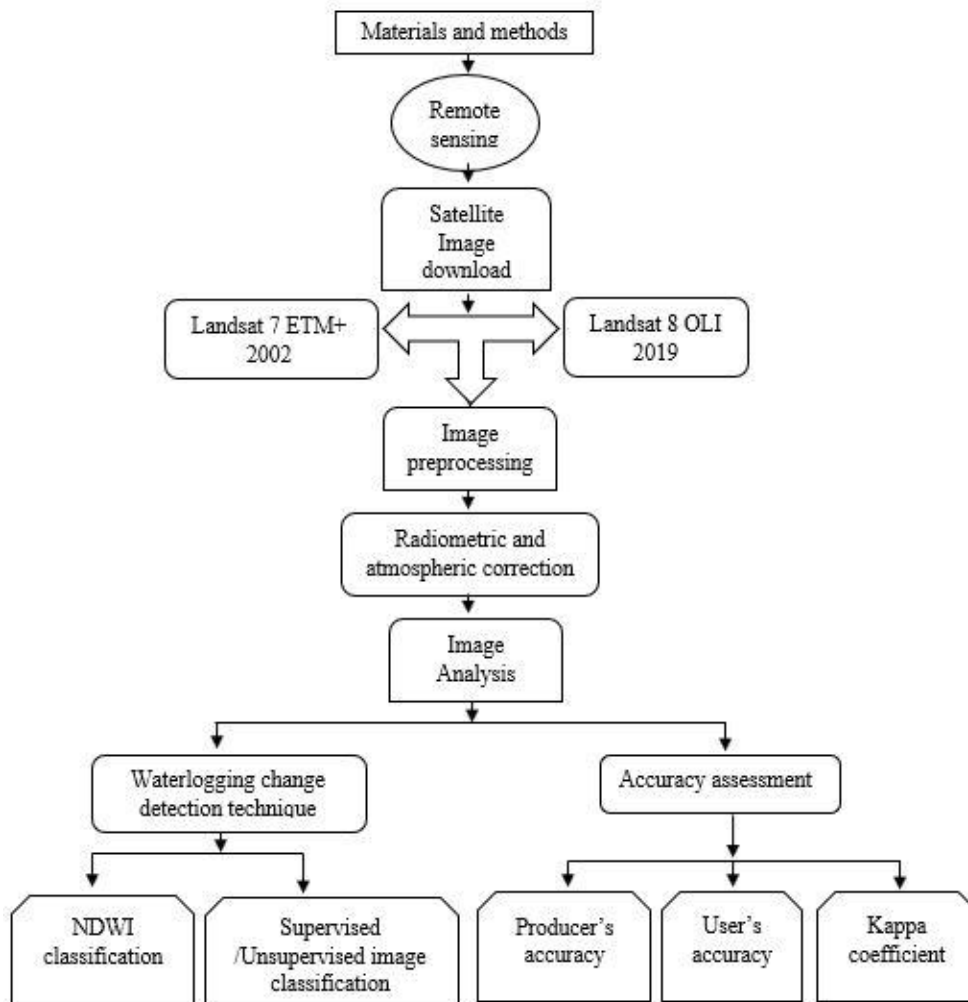 Materials and methods
Remote
sensing
Satellite
Image
download
Landsat 7 ETM+
2002
Landsat 8 OLI
2019
Image
preprocessing
Radiometric and
atmospheric correction
Image
Analysis
Waterlogging change
detection technique
Accuracy assessment
NDWI
classification
Supervised
/Unsupervised image
classification
Producer’s
accuracy
User’s
accuracy
Kappa
coefficient